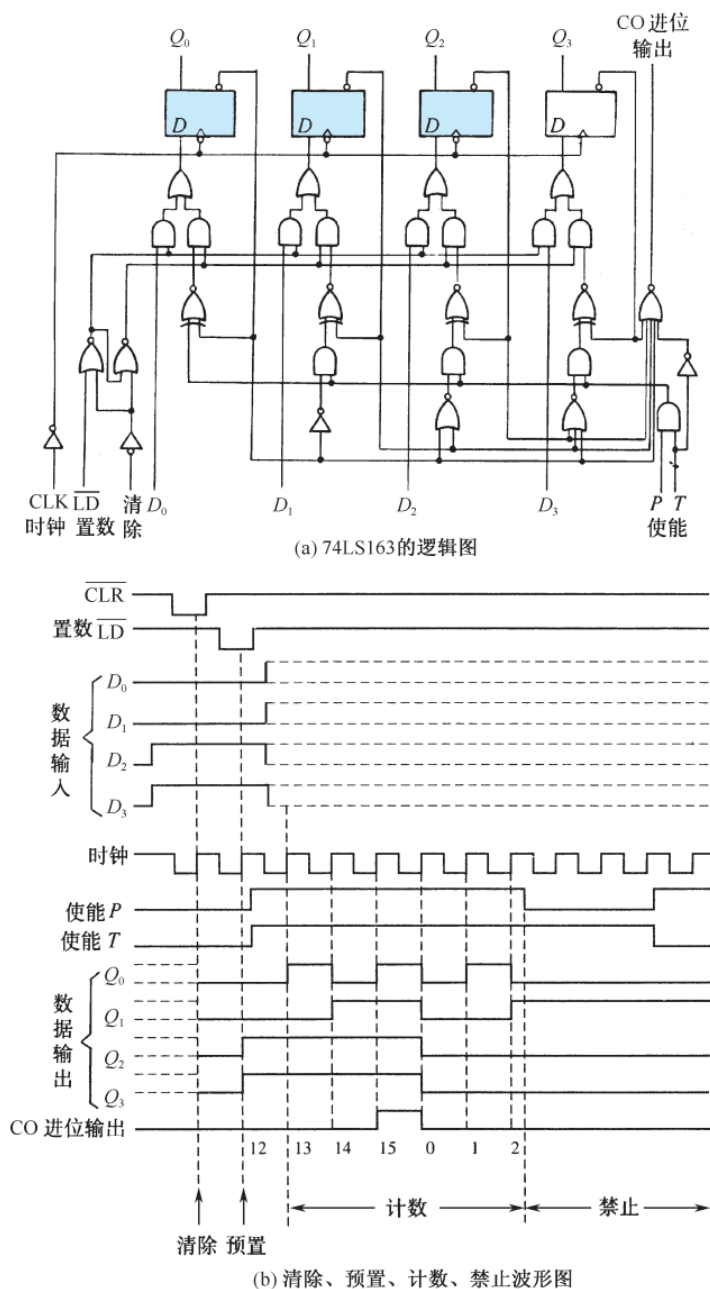 Q0 Q1 Q2 Q3 CO 进位
输出
D D D D
CLK LD 清 D0 D1 D2 D3 P T
时钟 置数 除 使能
(a) 74LS163的逻辑图
CLR
置数 LD
数据输入
D0
D1
D2
D3
时钟
使能 P
使能 T
数据输出
Q0
Q1
Q2
Q3
CO 进位输出
12 13 14 15 0 1 2
计数 禁止
清除 预置
(b) 清除、预置、计数、禁止波形图